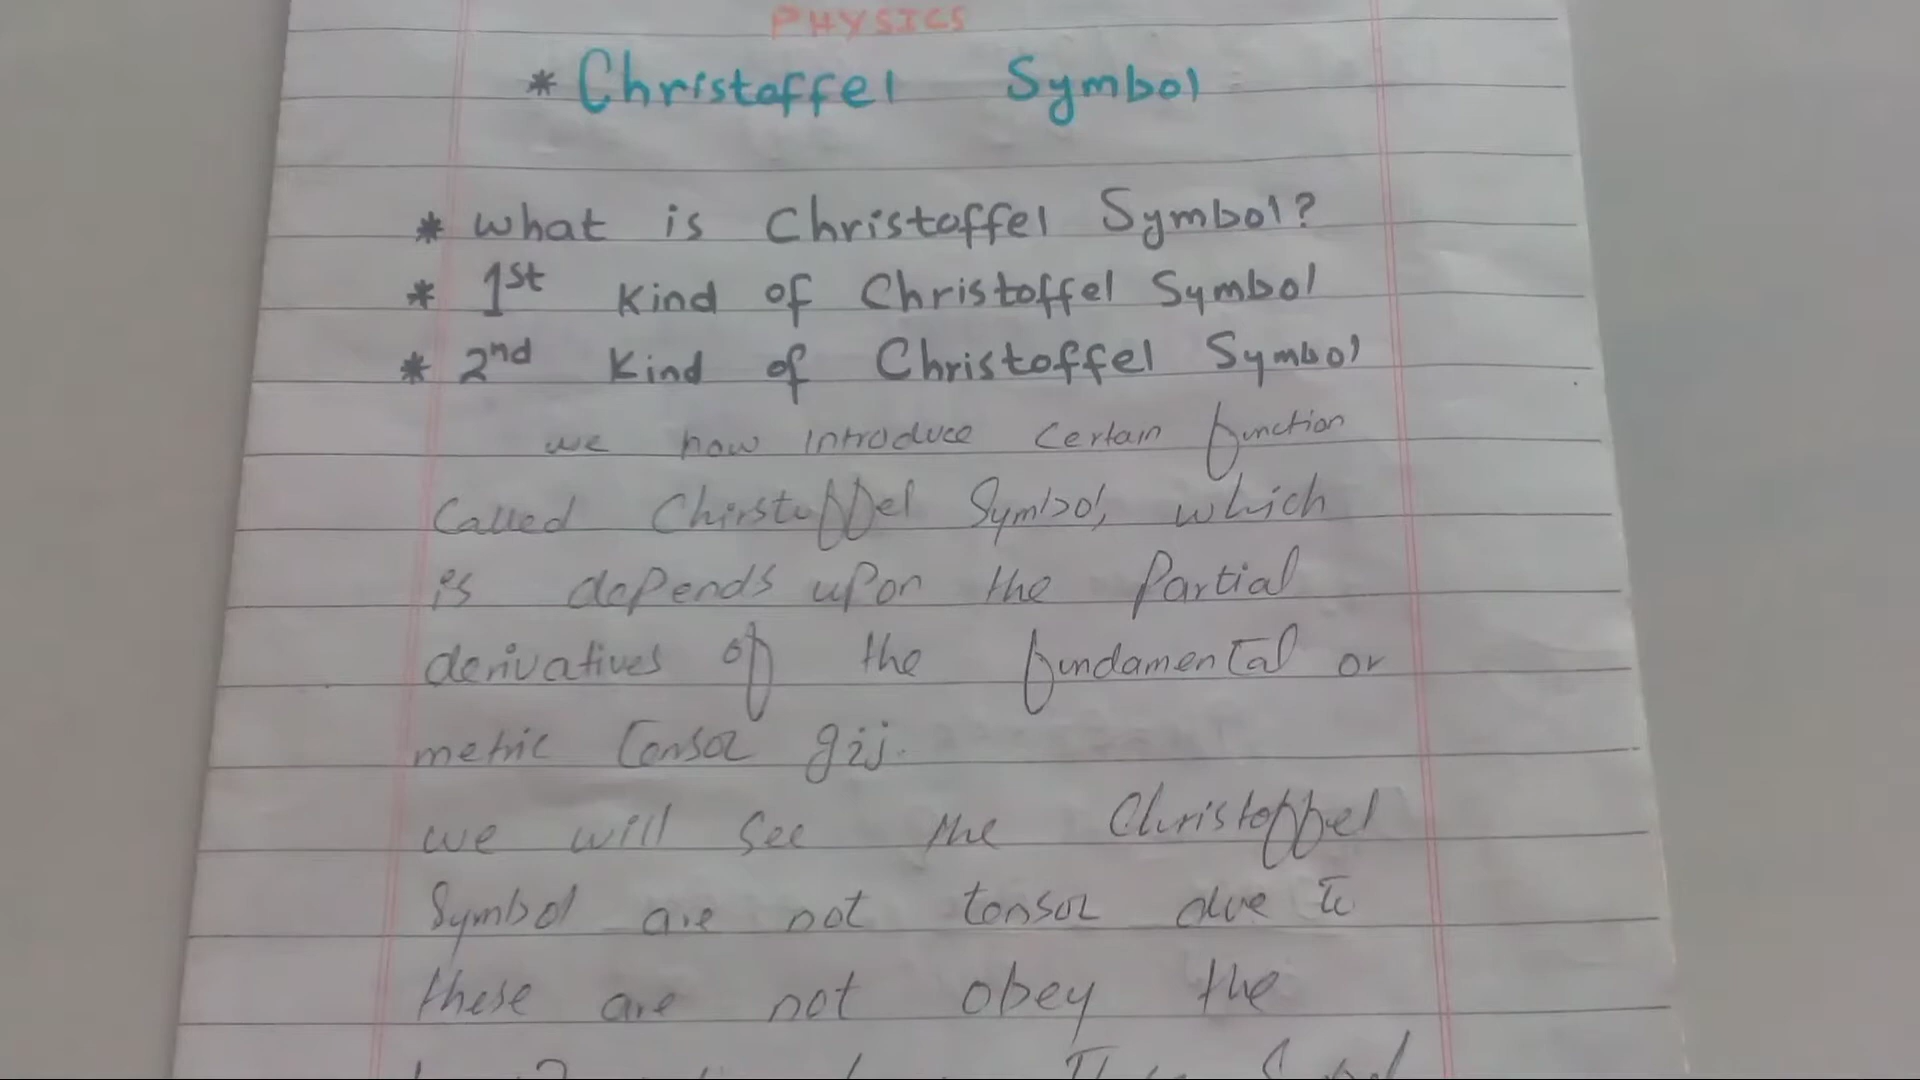 PHYSICS
* Christoffel Symbol
* What is Christoffel Symbol?
* 1st Kind of Christoffel Symbol
* 2nd Kind of Christoffel Symbol
we now introduce certain function
Called Chirstoffel Symbol, which
is depends upon the Partial
derivatives of the fundamental or
metric Tensor gij.
we will See the Christoffel
Symbol are not tensor due to
these are not obey the